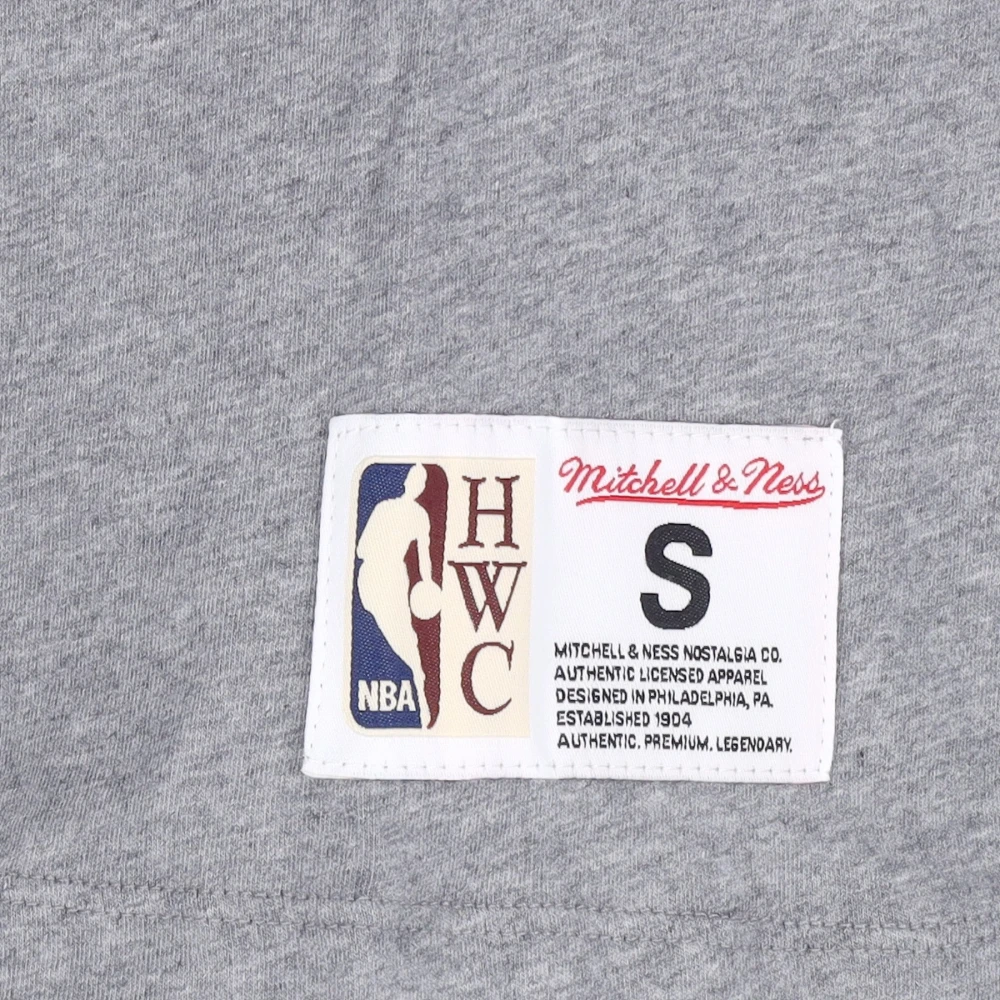 NBA
H
W
C
Mitchell & Ness
S
MITCHELL & NESS NOSTALGIA CO.
AUTHENTIC LICENSED APPAREL
DESIGNED IN PHILADELPHIA, PA.
ESTABLISHED 1904
AUTHENTIC. PREMIUM. LEGENDARY.